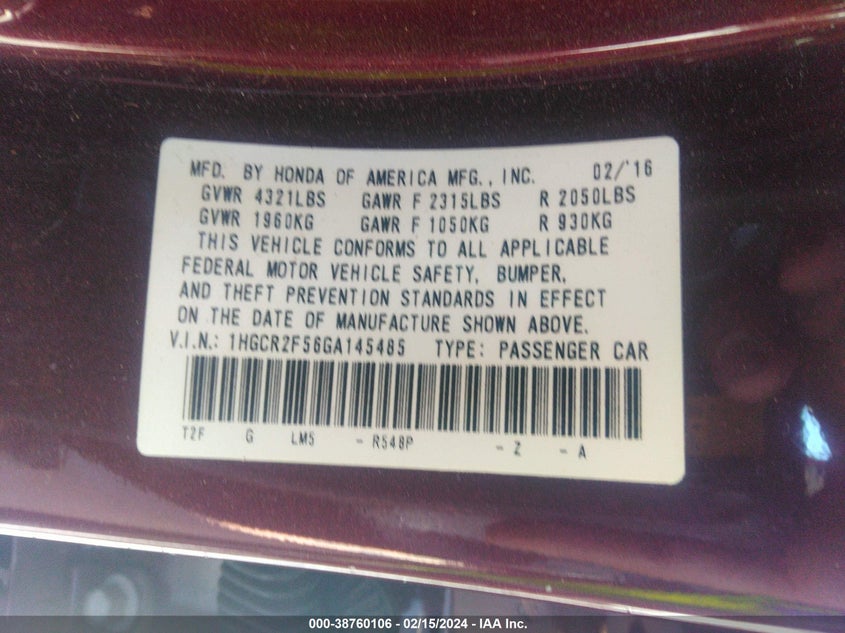 MFD. BY HONDA OF AMERICA MFG., INC. 02/'16
GVWR 4321LBS GAWR F 2315LBS R 2050LBS
GVWR 1960KG GAWR F 1050KG R 930KG
THIS VEHICLE CONFORMS TO ALL APPLICABLE
FEDERAL MOTOR VEHICLE SAFETY, BUMPER,
AND THEFT PREVENTION STANDARDS IN EFFECT
ON THE DATE OF MANUFACTURE SHOWN ABOVE.
V.I.N.: 1HGCR2F56GA145485 TYPE: PASSENGER CAR
T2F G LM5 - R548P - Z - A
000-38760106 - 02/15/2024 - IAA Inc.